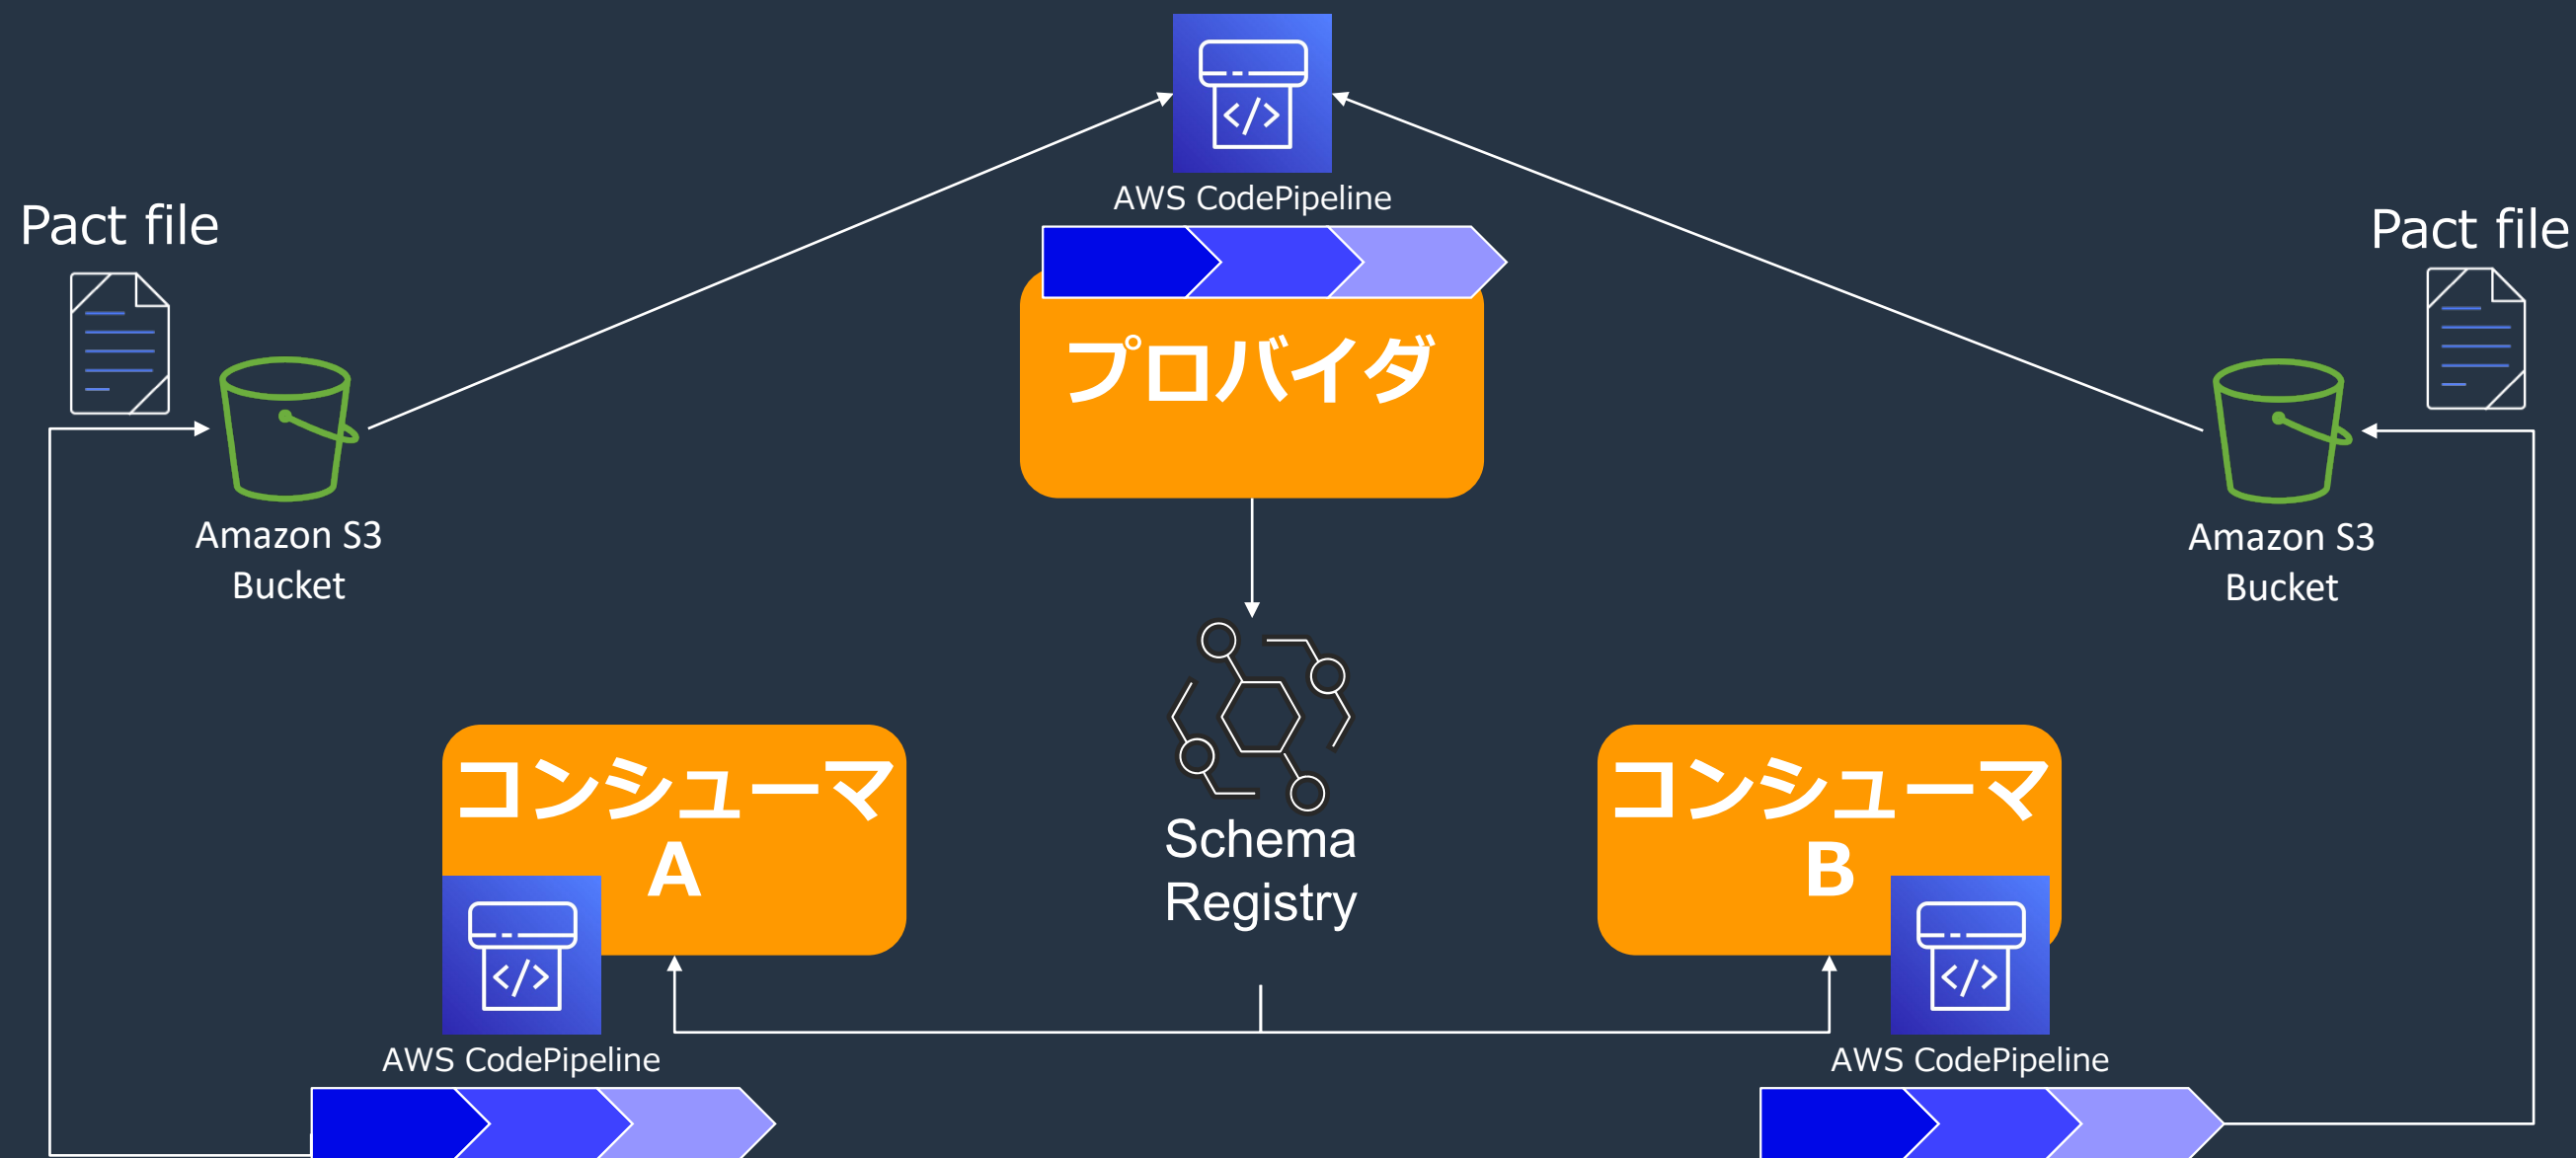 AWS CodePipeline
Pact file
Pact file
プロバイダ
Amazon S3
Bucket
Amazon S3
Bucket
コンシューマ
A
Schema
Registry
コンシューマ
B
AWS CodePipeline
AWS CodePipeline